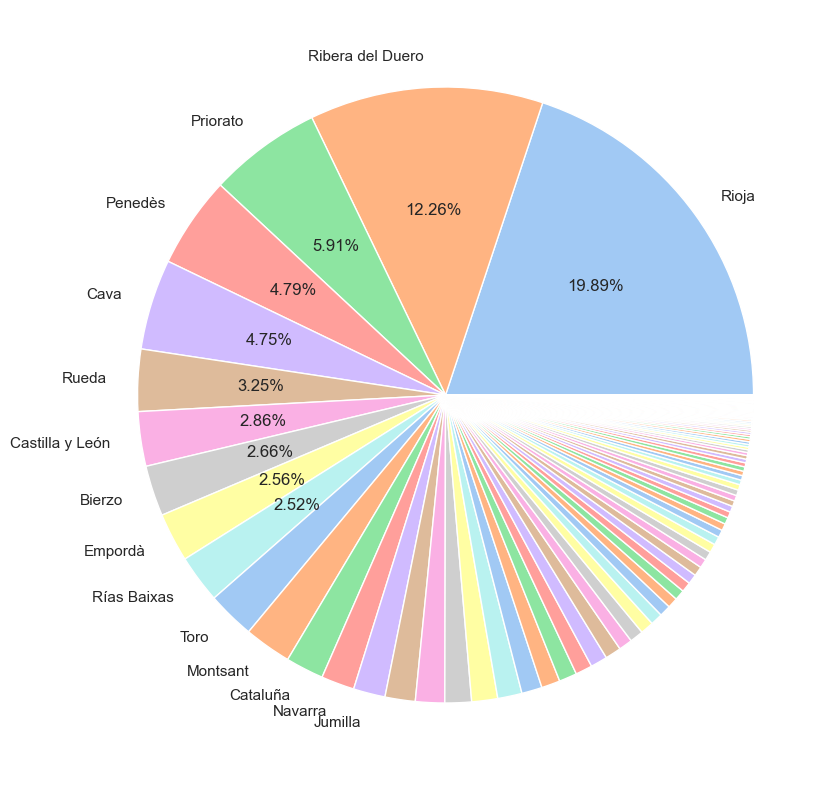 Ribera del Duero
Priorato
Rioja
Penedès
12.26%
5.91%
19.89%
4.79%
Cava
4.75%
Rueda
3.25%
2.86%
Castilla y León
2.66%
2.56%
Bierzo
2.52%
Empordà
Rías Baixas
Toro
Montsant
Cataluña
Navarra
Jumilla